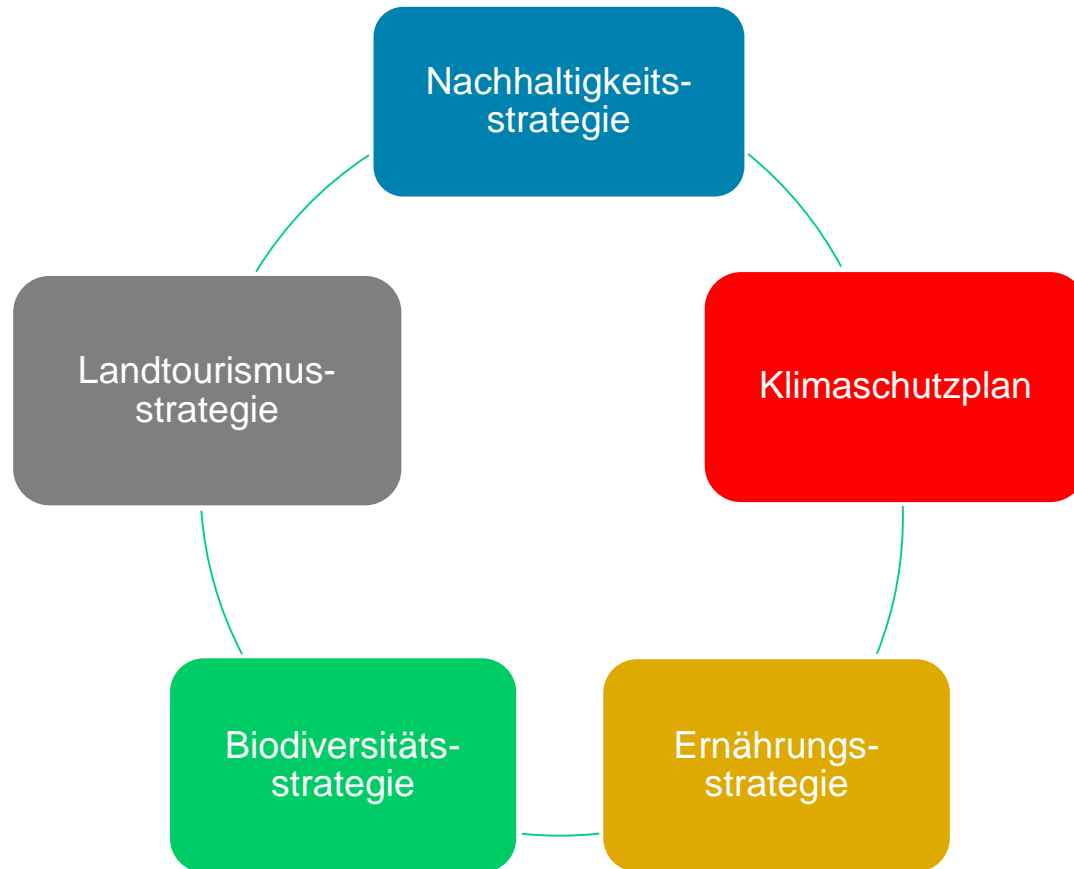 Nachhaltigkeits-
strategie
Landtourismus-
strategie
Klimaschutzplan
Biodiversitäts-
strategie
Ernährungs-
strategie